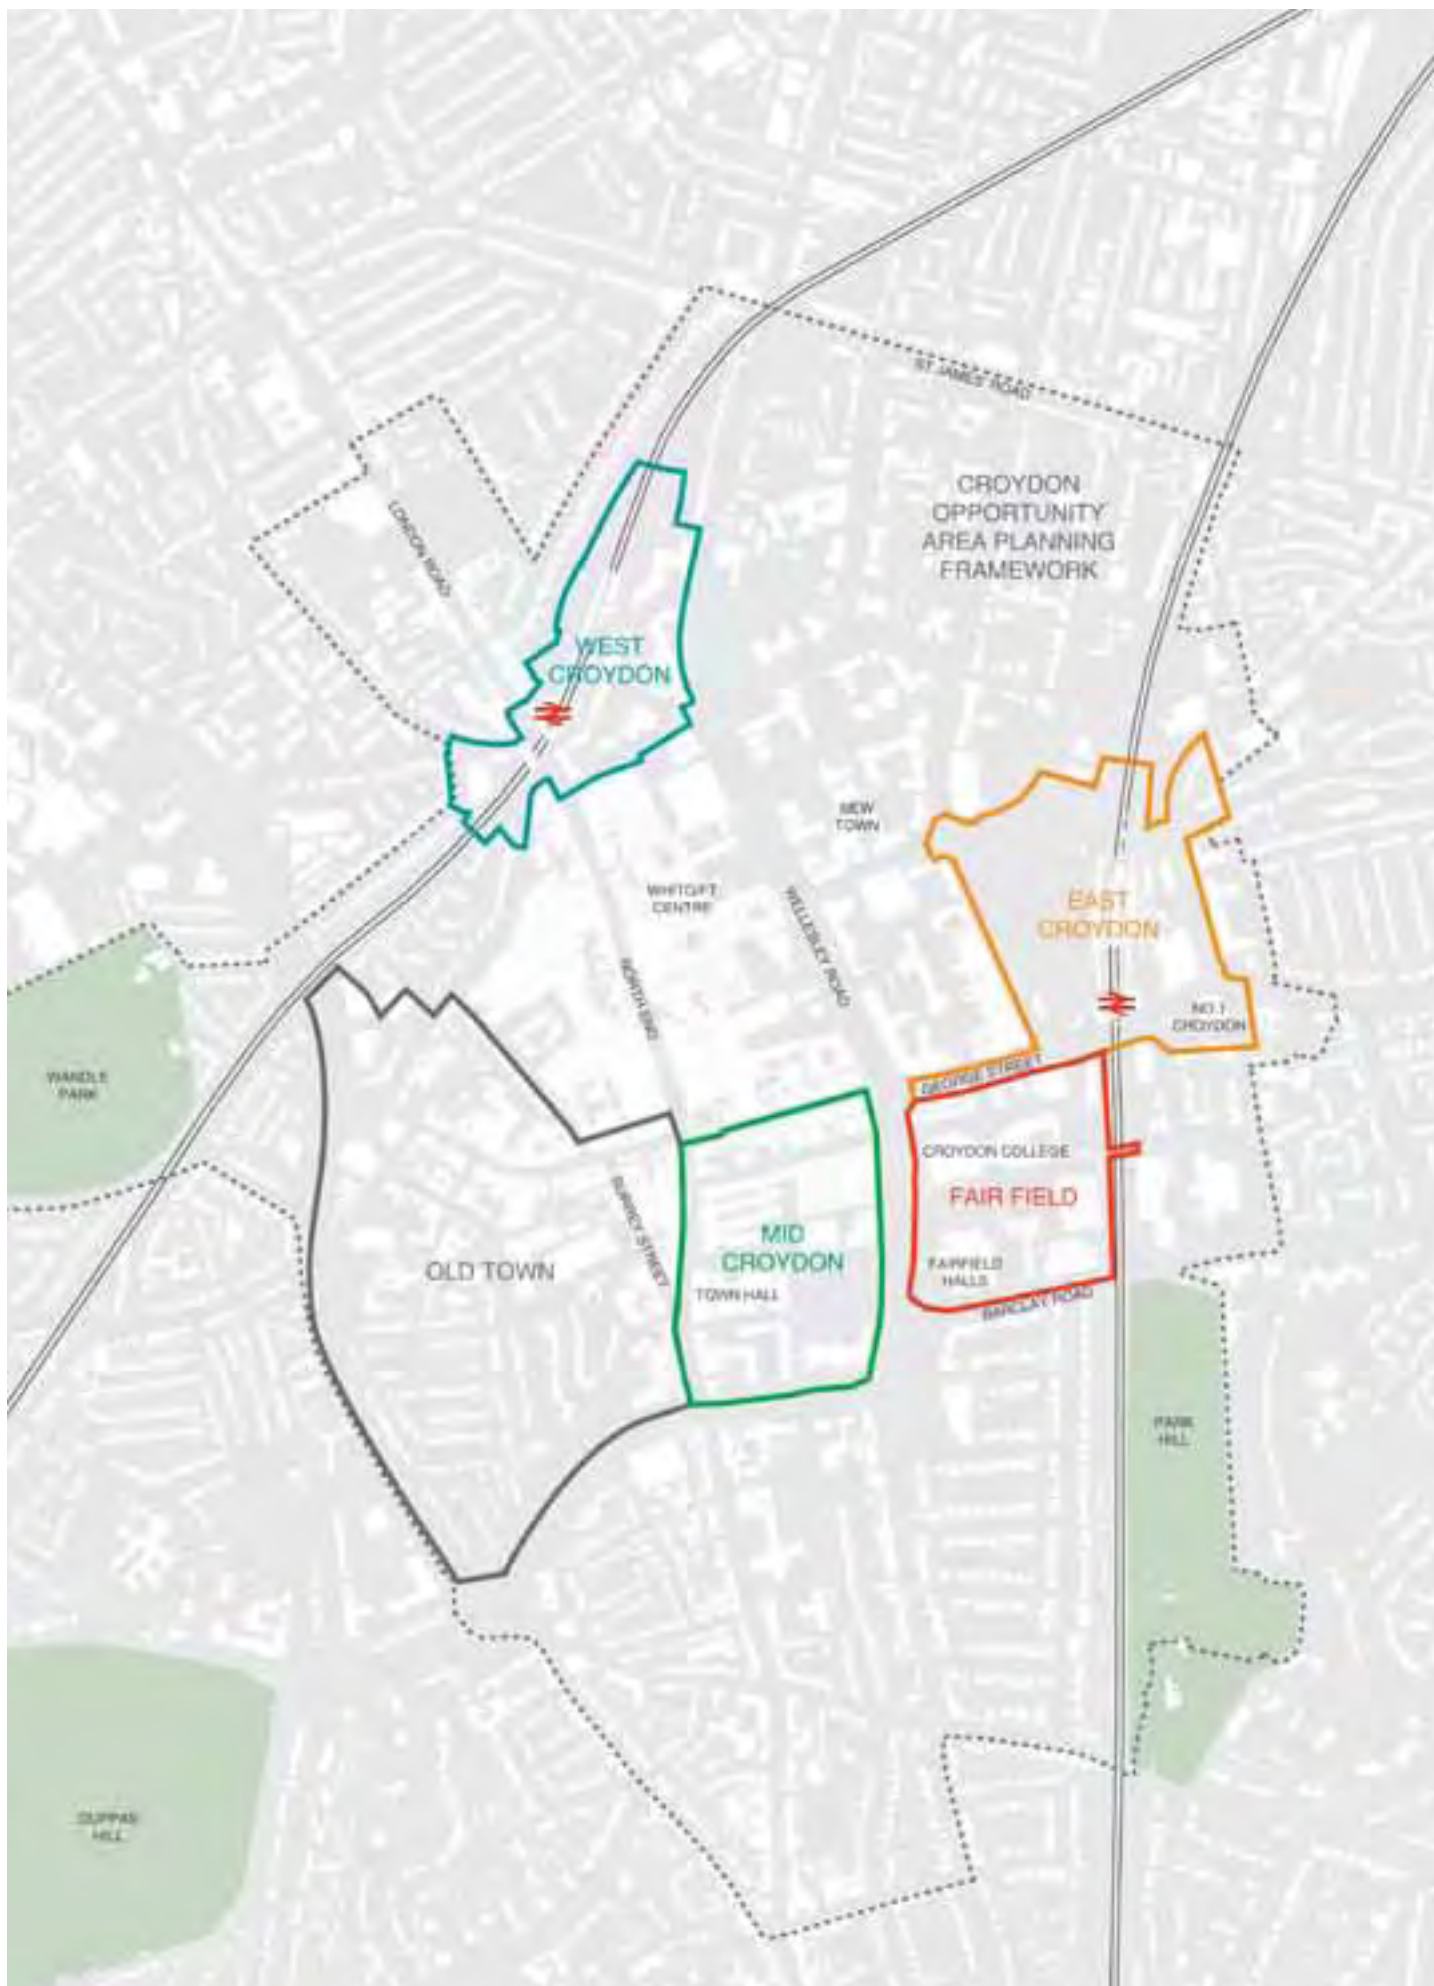 ST JAMES' ROAD
CROYDON
OPPORTUNITY
AREA PLANNING
FRAMEWORK
LONDON ROAD
WEST
CROYDON
NEW
TOWN
WHITGIFT
CENTRE
WELLESLEY ROAD
EAST
CROYDON
NORTH END
NO.1
CROYDON
WANDLE
PARK
GEORGE STREET
CROYDON COLLEGE
FAIR FIELD
SURREY STREET
MID
CROYDON
OLD TOWN
FAIRFIELD
HALLS
TOWN HALL
BARCLAY ROAD
PARK
HILL
DUPPAS
HILL